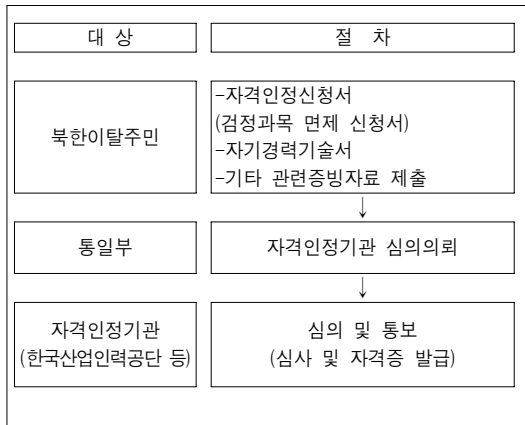 대 상
절 차
북한이탈주민
-자격인정신청서
(검정과목 면제 신청서)
-자기경력기술서
-기타 관련증빙자료 제출
↓
통일부
자격인정기관 심의의뢰
↓
자격인정기관
(한국산업인력공단 등)
심의 및 통보
(심사 및 자격증 발급)